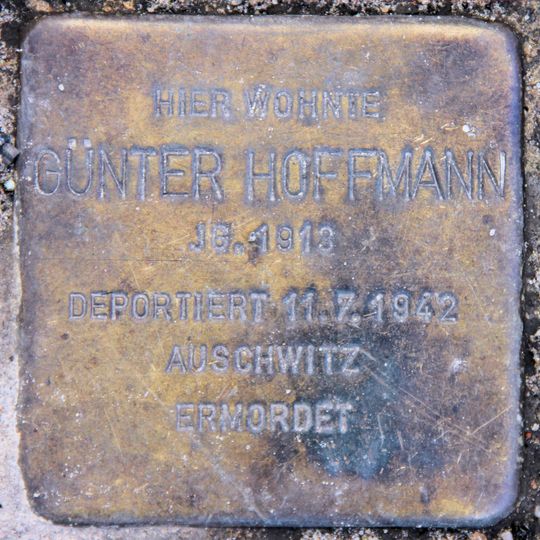 HIER WOHNTE
GÜNTER HOFFMANN
JG. 1913
DEPORTIERT 11.7.1942
AUSCHWITZ
ERMORDET